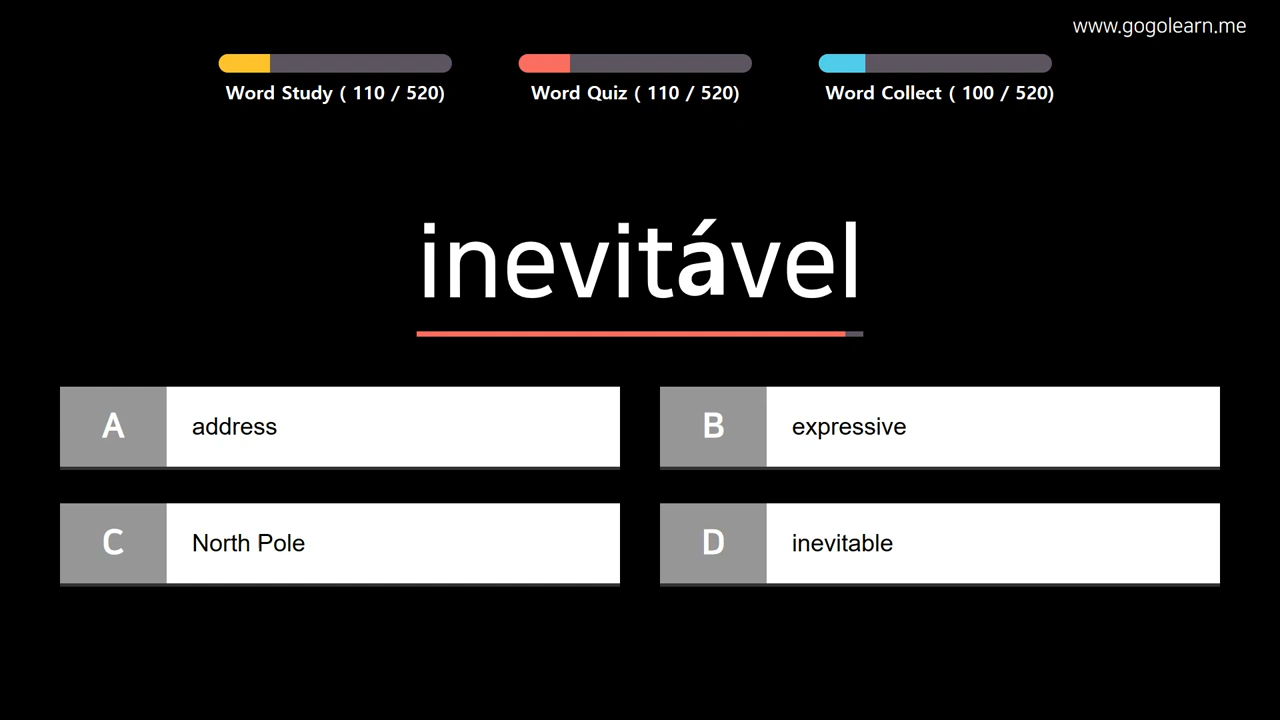 www.gogolearn.me
Word Study ( 110 / 520)
Word Quiz ( 110 / 520)
Word Collect ( 100 / 520)
inevitável
A address
B expressive
C North Pole
D inevitable